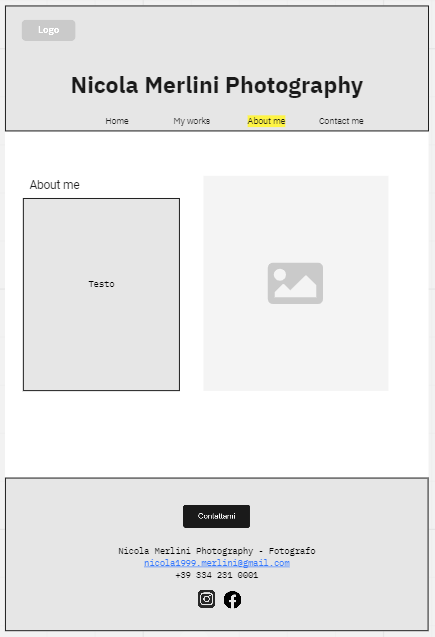 Logo
Nicola Merlini Photography
Home My works About me Contact me
About me
Testo
Contattami
Nicola Merlini Photography - Fotografo
nicola1999.merlini@gmail.com
+39 334 231 0001